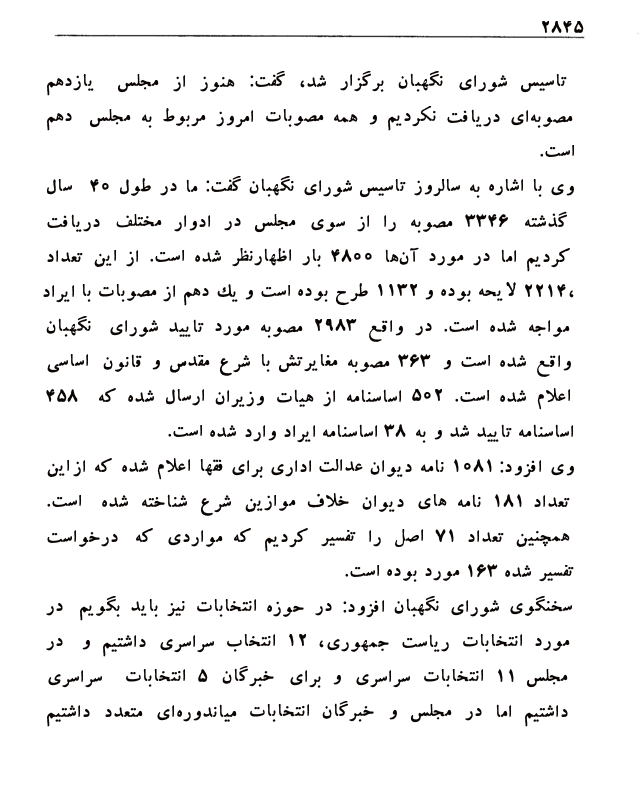 ۲۸۴۵
تاسیس شورای نگهبان برگزار شد، گفت: هنوز از مجلس یازدهم
مصوبه‌ای دریافت نکردیم و همه مصوبات امروز مربوط به مجلس دهم
است.
وی با اشاره به سالروز تاسیس شورای نگهبان گفت: ما در طول ۴۰ سال
گذشته ۳۳۴۶ مصوبه را از سوی مجلس در ادوار مختلف دریافت
کردیم اما در مورد آن‌ها ۴۸۰۰ بار اظهارنظر شده است. از این تعداد
،۲۲۱۴ لایحه بوده و ۱۱۳۲ طرح بوده است و یك دهم از مصوبات با ایراد
مواجه شده است. در واقع ۲۹۸۳ مصوبه مورد تایید شورای نگهبان
واقع شده است و ۳۶۳ مصوبه مغایرتش با شرع مقدس و قانون اساسی
اعلام شده است. ۵۰۲ اساسنامه از هیات وزیران ارسال شده که ۴۵۸
اساسنامه تایید شد و به ۳۸ اساسنامه ایراد وارد شده است.
وی افزود: ۱۰۸۱ نامه دیوان عدالت اداری برای فقها اعلام شده که ازاین
تعداد ۱۸۱ نامه های دیوان خلاف موازین شرع شناخته شده است.
همچنین تعداد ۷۱ اصل را تفسیر کردیم که مواردی که درخواست
تفسیر شده ۱۶۳ مورد بوده است.
سخنگوی شورای نگهبان افزود: در حوزه انتخابات نیز باید بگویم در
مورد انتخابات ریاست جمهوری، ۱۲ انتخاب سراسری داشتیم و در
مجلس ۱۱ انتخابات سراسری و برای خبرگان ۵ انتخابات سراسری
داشتیم اما در مجلس و خبرگان انتخابات میاندوره‌ای متعدد داشتیم